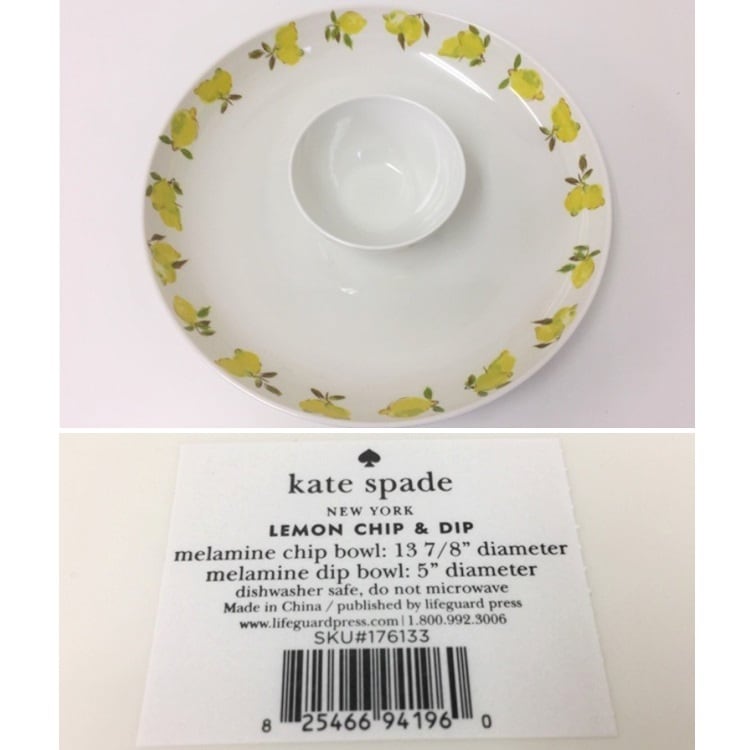 kate spade
NEW YORK
LEMON CHIP & DIP
melamine chip bowl: 13 7/8” diameter
melamine dip bowl: 5” diameter
dishwasher safe, do not microwave
Made in China / published by lifeguard press
www.lifeguardpress.com | 1.800.992.3006
SKU#176133
8 25466 94196 0